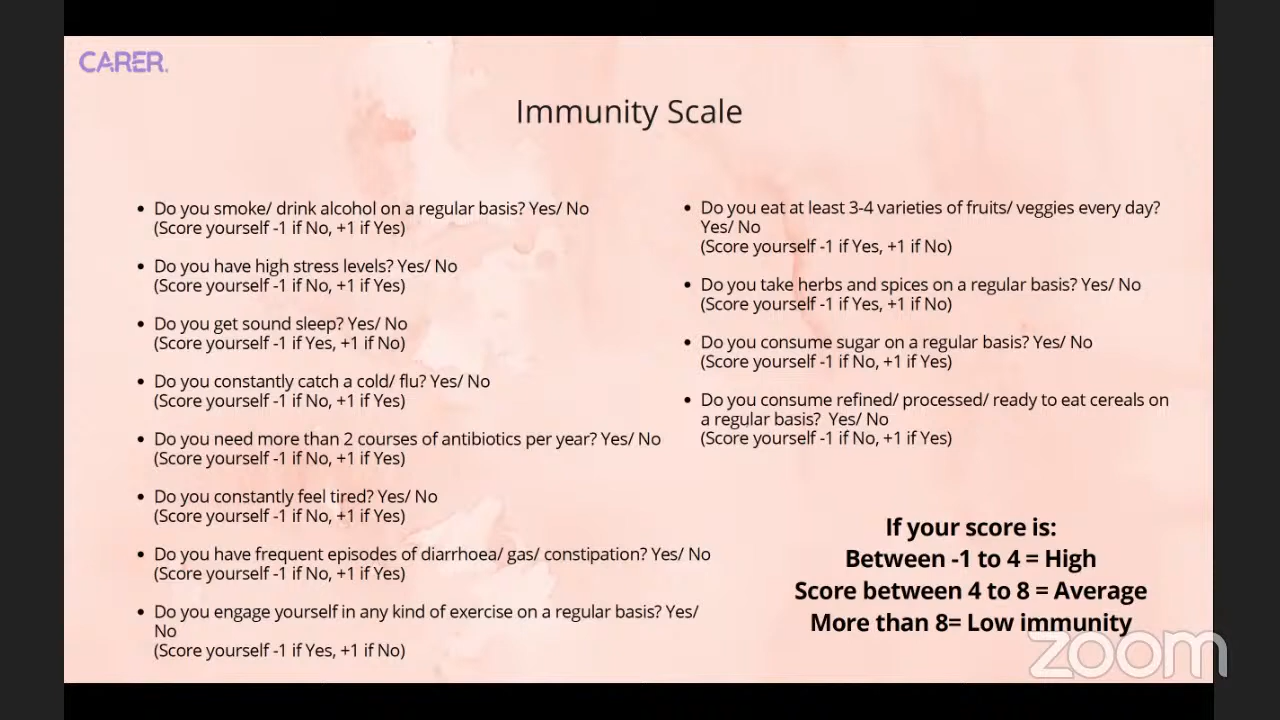 CARER.
Immunity Scale
• Do you smoke/ drink alcohol on a regular basis? Yes/ No
(Score yourself -1 if No, +1 if Yes)
• Do you have high stress levels? Yes/ No
(Score yourself -1 if No, +1 if Yes)
• Do you get sound sleep? Yes/ No
(Score yourself -1 if Yes, +1 if No)
• Do you constantly catch a cold/ flu? Yes/ No
(Score yourself -1 if No, +1 if Yes)
• Do you need more than 2 courses of antibiotics per year? Yes/ No
(Score yourself -1 if No, +1 if Yes)
• Do you constantly feel tired? Yes/ No
(Score yourself -1 if No, +1 if Yes)
• Do you have frequent episodes of diarrhoea/ gas/ constipation? Yes/ No
(Score yourself -1 if No, +1 if Yes)
• Do you engage yourself in any kind of exercise on a regular basis? Yes/
No
(Score yourself -1 if Yes, +1 if No)
• Do you eat at least 3-4 varieties of fruits/ veggies every day?
Yes/ No
(Score yourself -1 if Yes, +1 if No)
• Do you take herbs and spices on a regular basis? Yes/ No
(Score yourself -1 if Yes, +1 if No)
• Do you consume sugar on a regular basis? Yes/ No
(Score yourself -1 if No, +1 if Yes)
• Do you consume refined/ processed/ ready to eat cereals on
a regular basis?  Yes/ No
(Score yourself -1 if No, +1 if Yes)
If your score is:
Between -1 to 4 = High
Score between 4 to 8 = Average
More than 8= Low immunity
zoom